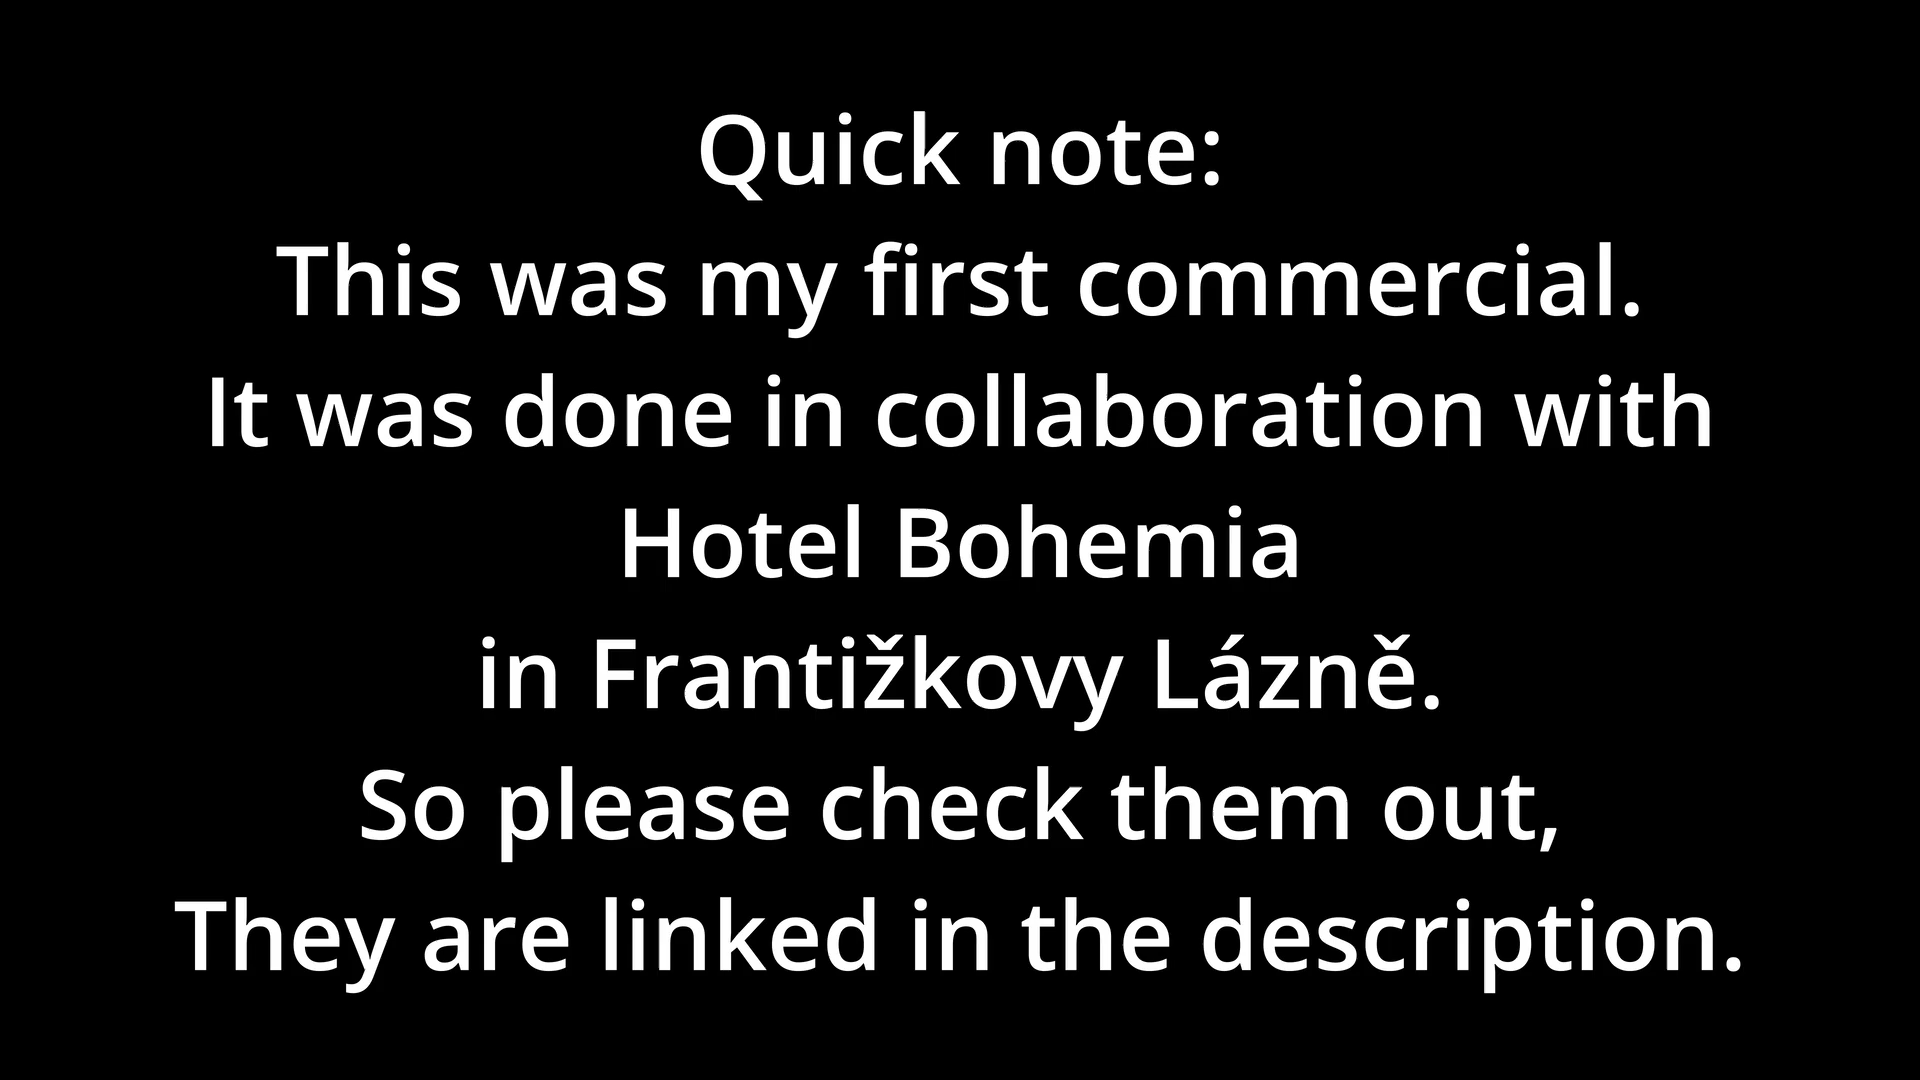 Quick note:
This was my first commercial.
It was done in collaboration with
Hotel Bohemia
in Františkovy Lázně.
So please check them out,
They are linked in the description.